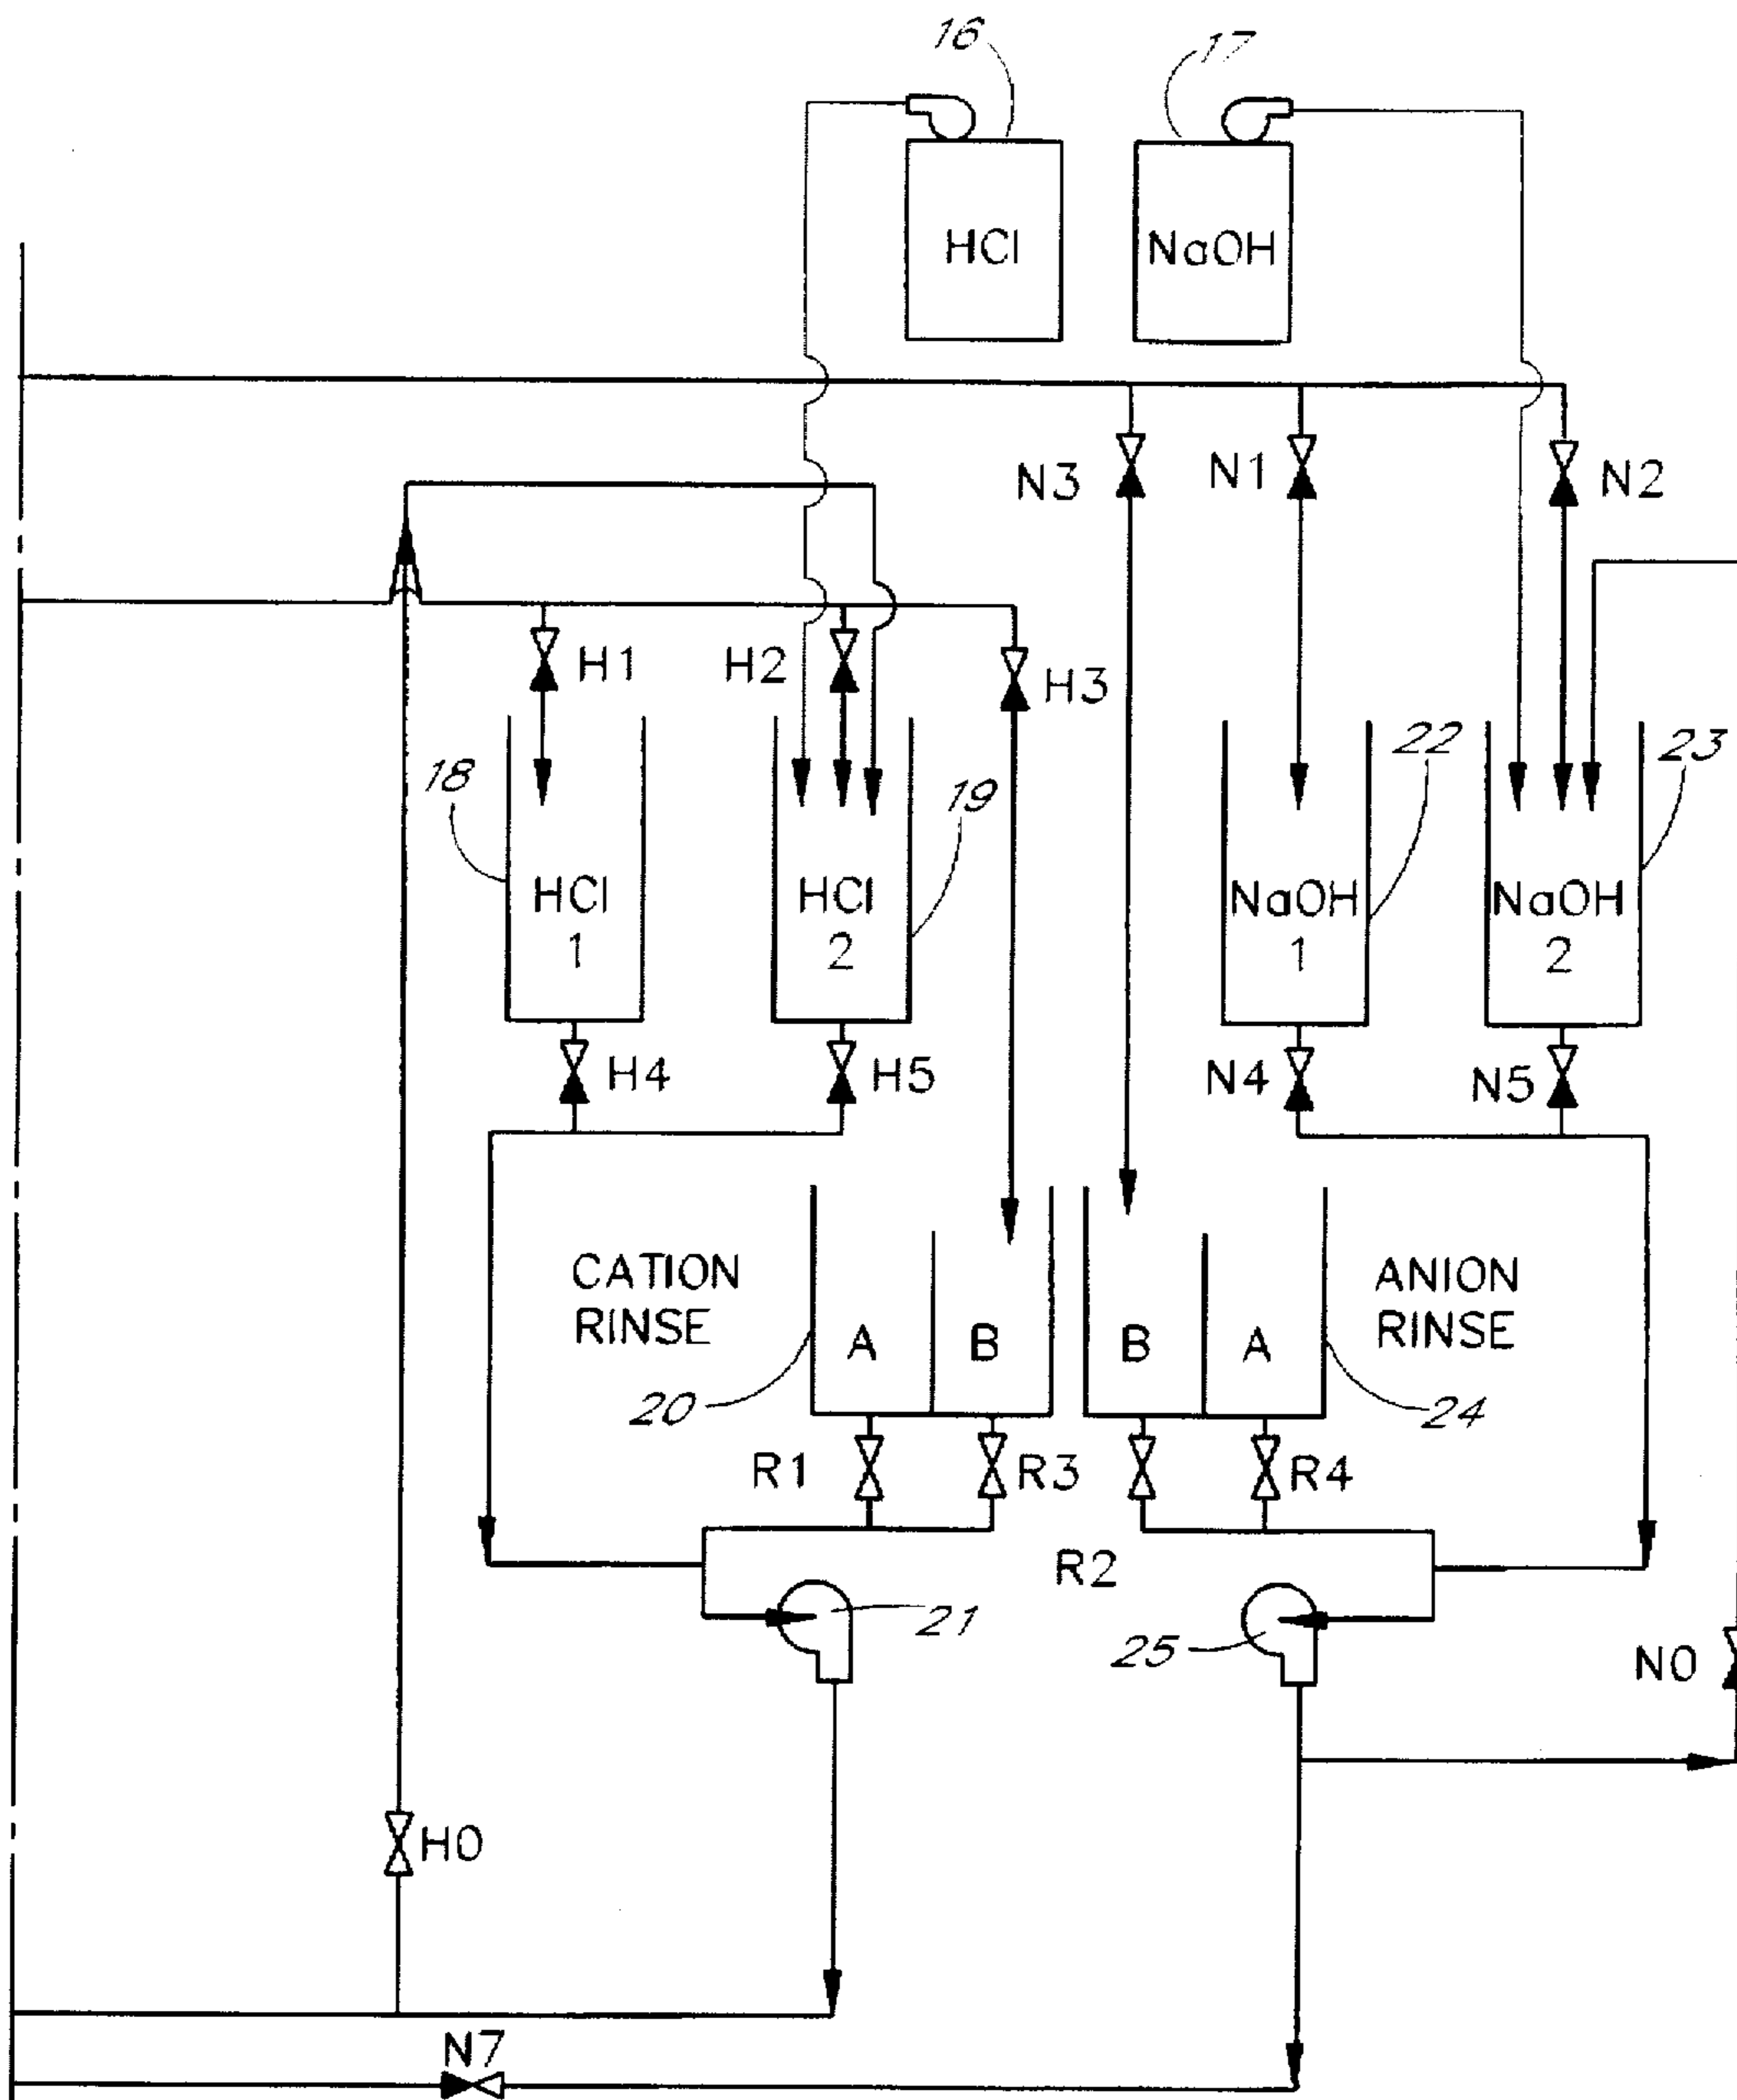 16
17
HCl
NaOH
N3
N1
N2
H1
H2
H3
18
19
22
23
HCl
1
HCl
2
NaOH
1
NaOH
2
H4
H5
N4
N5
CATION
RINSE
A
B
B
A
ANION
RINSE
20
24
R1
R3
R4
R2
21
25
N0
H0
N7